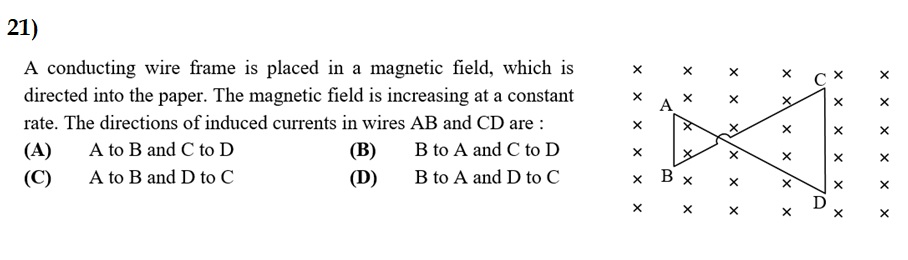 21)
A conducting wire frame is placed in a magnetic field, which is
directed into the paper. The magnetic field is increasing at a constant
rate. The directions of induced currents in wires AB and CD are :
(A) A to B and C to D (B) B to A and C to D
(C) A to B and D to C (D) B to A and D to C
× × × × C × ×
× A × × × × ×
× × × × × ×
× × × × × ×
× B × × × × ×
D
× × × × × ×